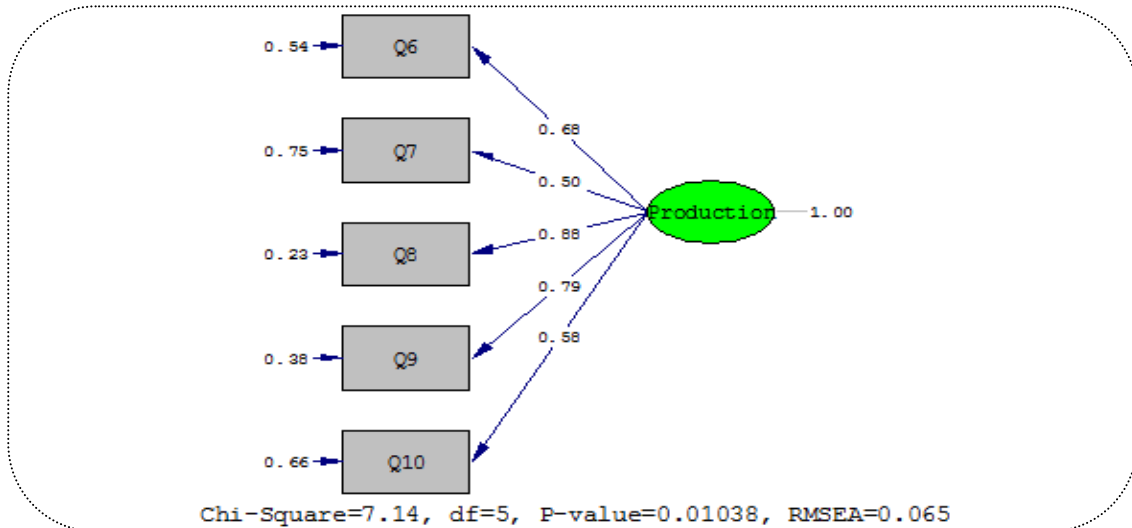 0.54 Q6
0.68
0.75 Q7
0.50
Production 1.00
0.88
0.23 Q8
0.79
0.58
0.38 Q9
0.66 Q10
Chi-Square=7.14, df=5, P-value=0.01038, RMSEA=0.065